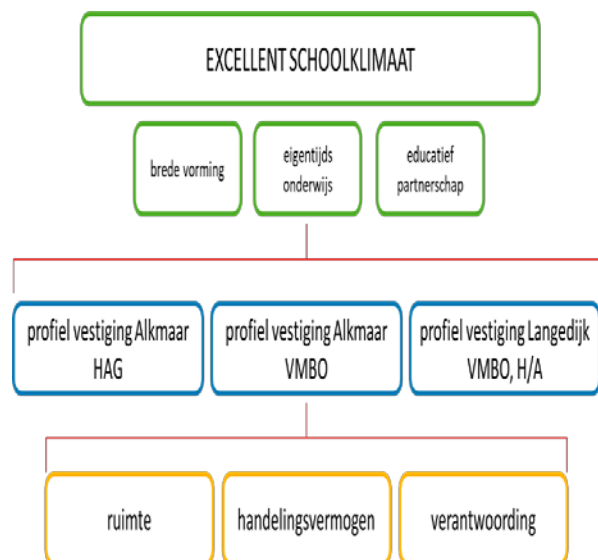 EXCELLENT SCHOOLKLIMAAT
brede vorming
eigentijds
onderwijs
educatief
partnerschap
profiel vestiging Alkmaar
HAG
profiel vestiging Alkmaar
VMBO
profiel vestiging Langedijk
VMBO, H/A
ruimte
handelingsvermogen
verantwoording